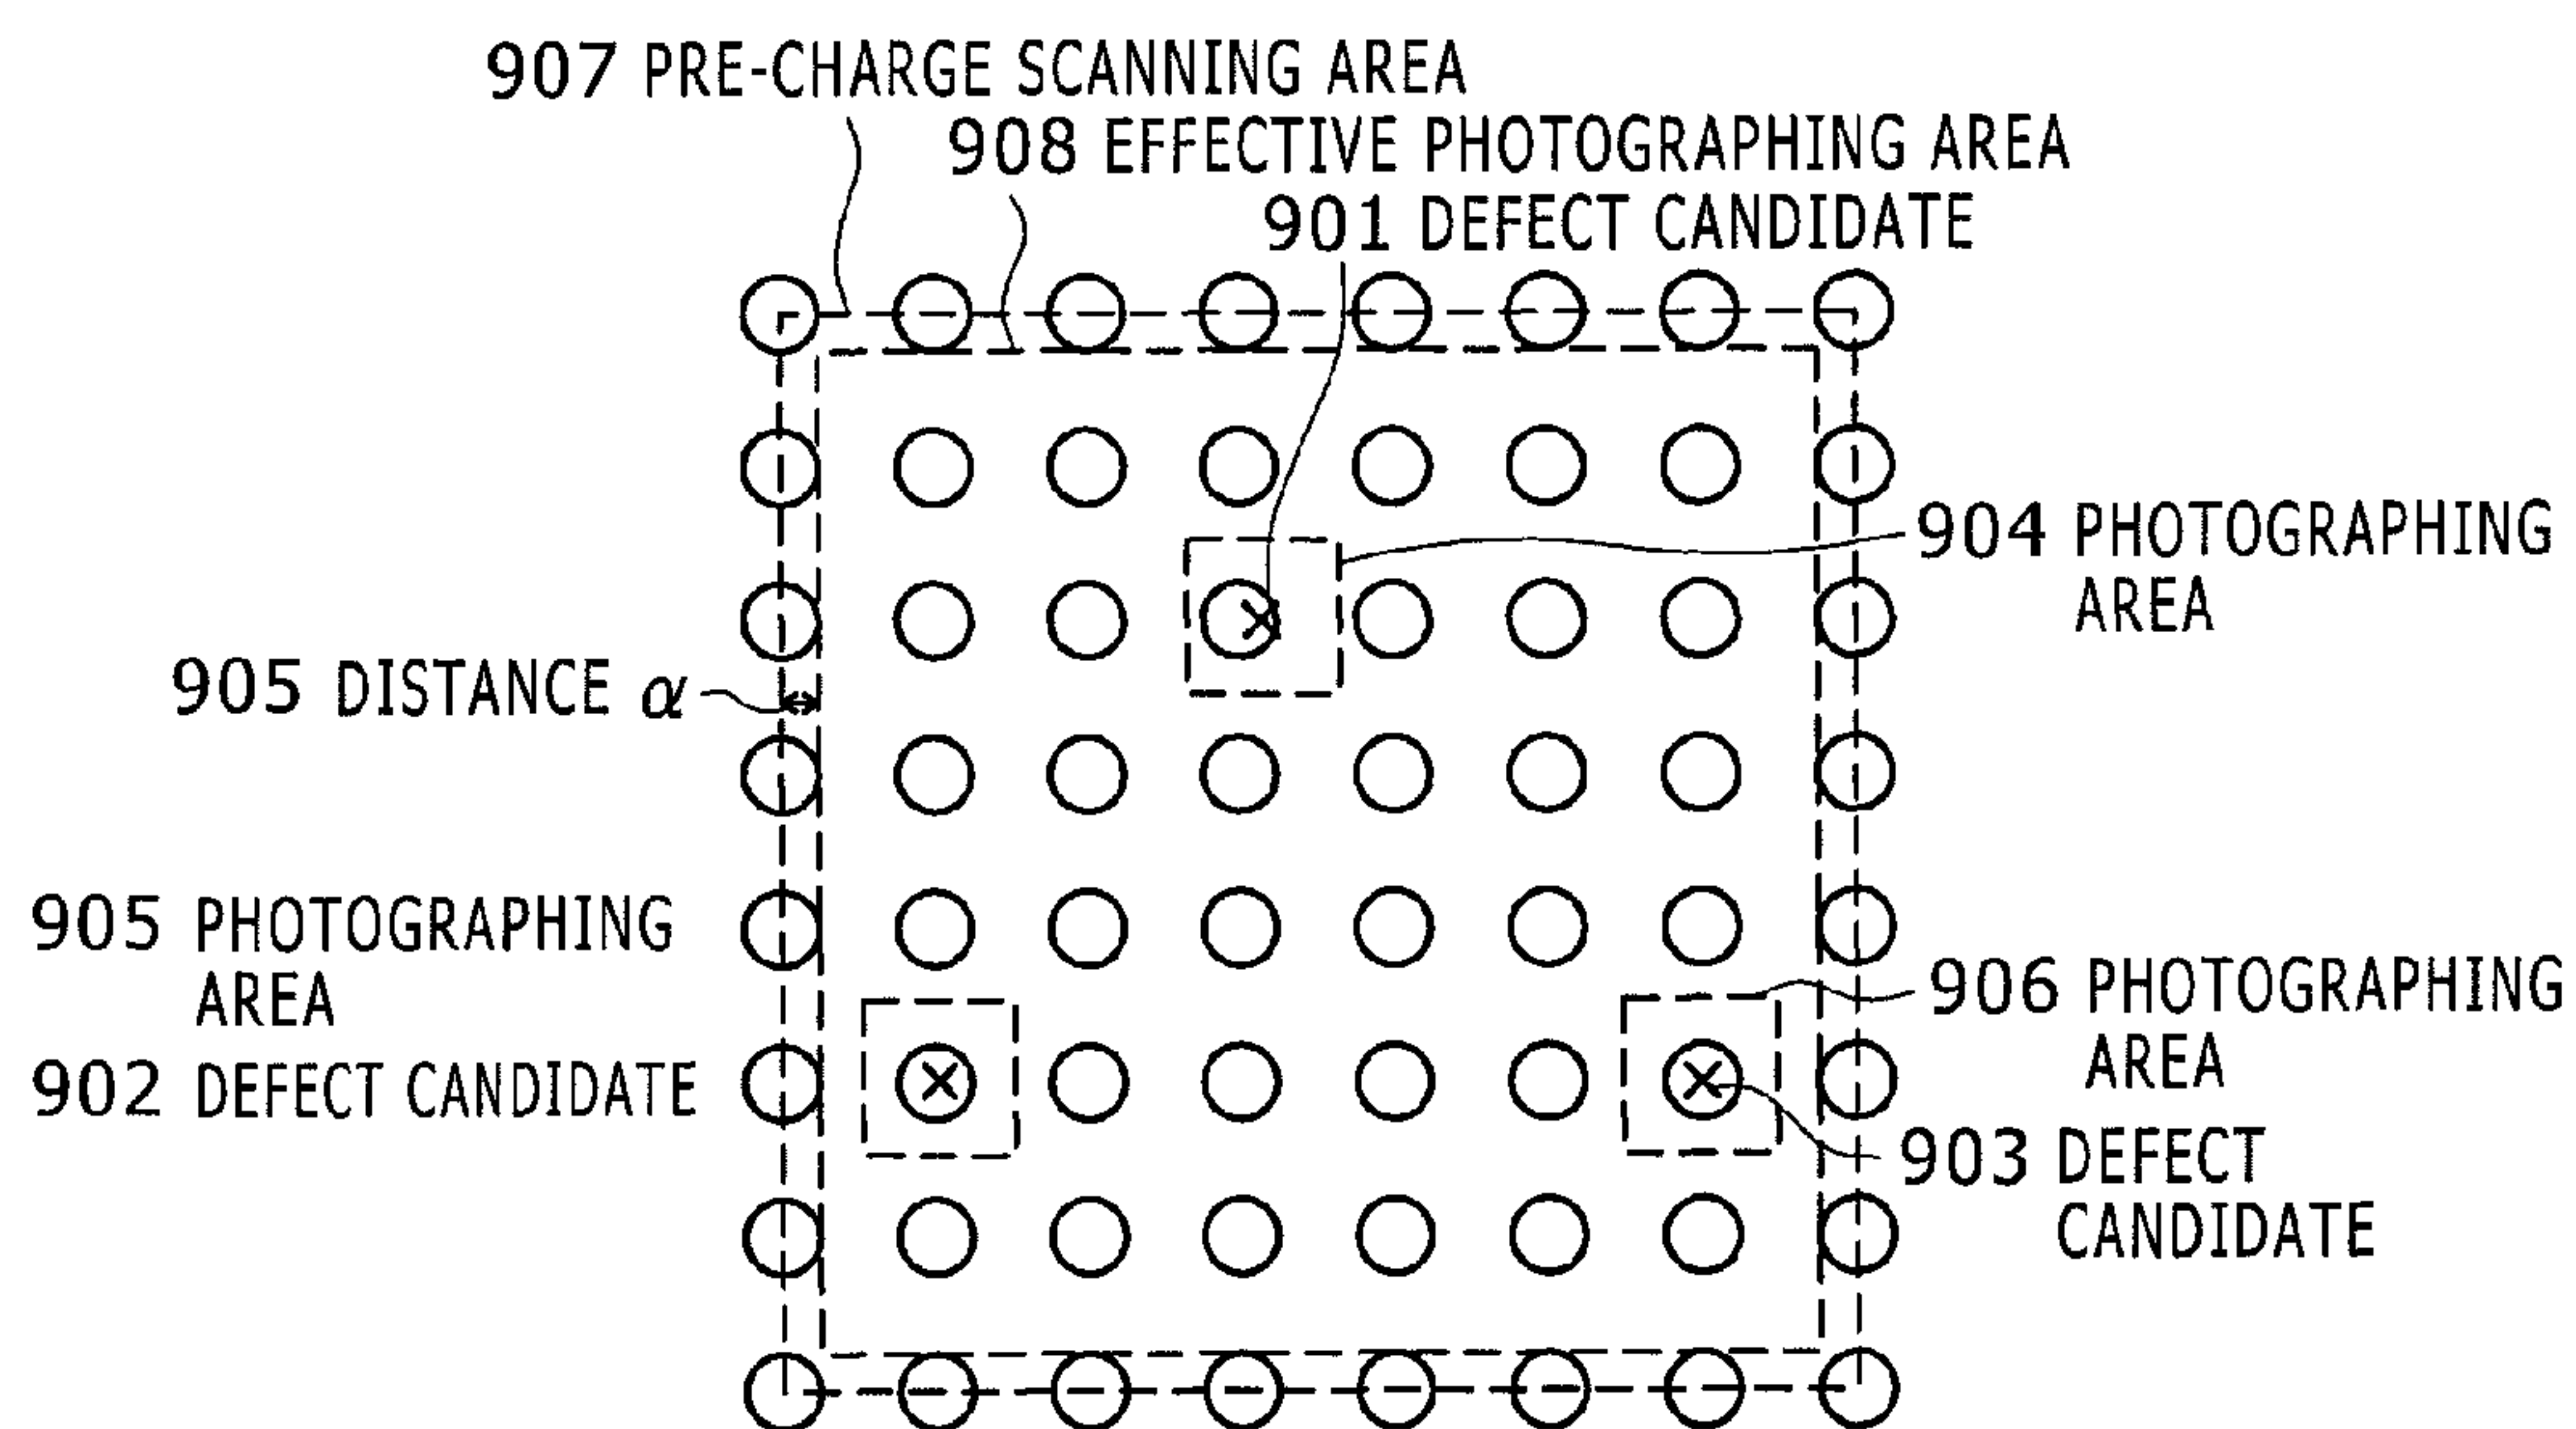 907 PRE-CHARGE SCANNING AREA
908 EFFECTIVE PHOTOGRAPHING AREA
901 DEFECT CANDIDATE
904 PHOTOGRAPHING
AREA
905 DISTANCE α
905 PHOTOGRAPHING
AREA
902 DEFECT CANDIDATE
906 PHOTOGRAPHING
AREA
903 DEFECT
CANDIDATE